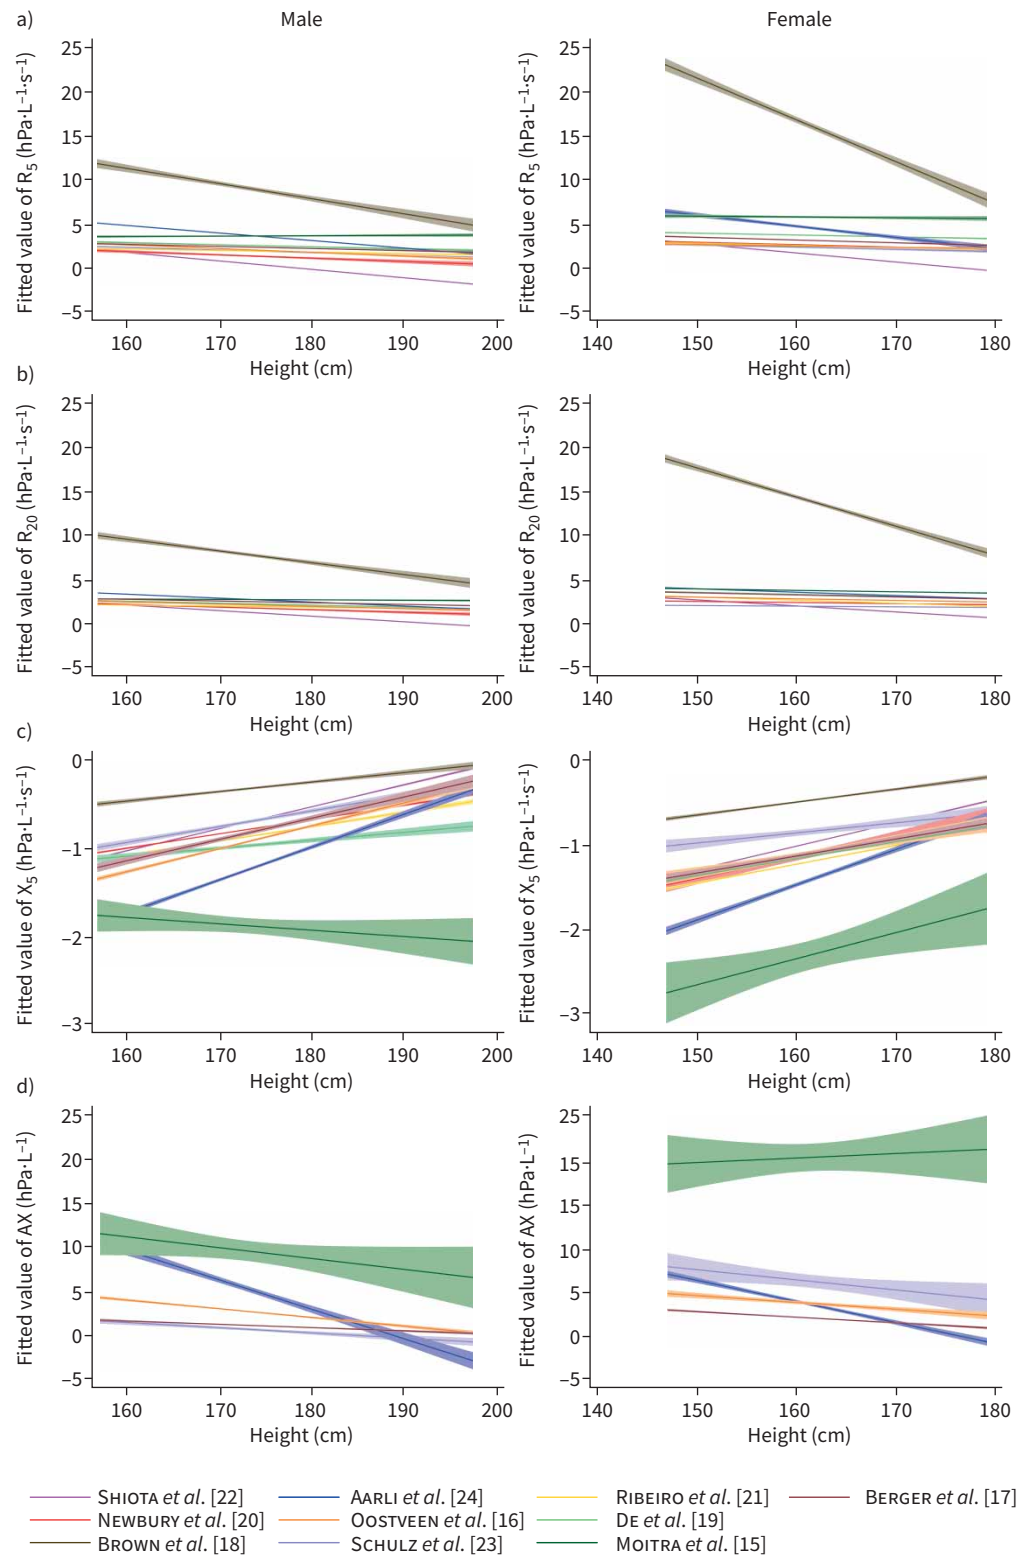 a) Male Female
Fitted value of R5 (hPa·L⁻¹·s⁻¹)
25
20
15
10
5
0
–5
160 170 180 190 200
Height (cm)
Fitted value of R5 (hPa·L⁻¹·s⁻¹)
25
20
15
10
5
0
–5
140 150 160 170 180
Height (cm)
b)
Fitted value of R20 (hPa·L⁻¹·s⁻¹)
25
20
15
10
5
0
–5
160 170 180 190 200
Height (cm)
Fitted value of R20 (hPa·L⁻¹·s⁻¹)
25
20
15
10
5
0
–5
140 150 160 170 180
Height (cm)
c)
Fitted value of X5 (hPa·L⁻¹·s⁻¹)
0
–1
–2
–3
160 170 180 190 200
Height (cm)
Fitted value of X5 (hPa·L⁻¹·s⁻¹)
0
–1
–2
–3
140 150 160 170 180
Height (cm)
d)
Fitted value of AX (hPa·L⁻¹)
25
20
15
10
5
0
–5
160 170 180 190 200
Height (cm)
Fitted value of AX (hPa·L⁻¹)
25
15
10
5
0
–5
140 150 160 170 180
Height (cm)
Shiota et al. [22] Aarli et al. [24] Ribeiro et al. [21] Berger et al. [17]
Newbury et al. [20] Oostveen et al. [16] De et al. [19]
Brown et al. [18] Schulz et al. [23] Moitra et al. [15]